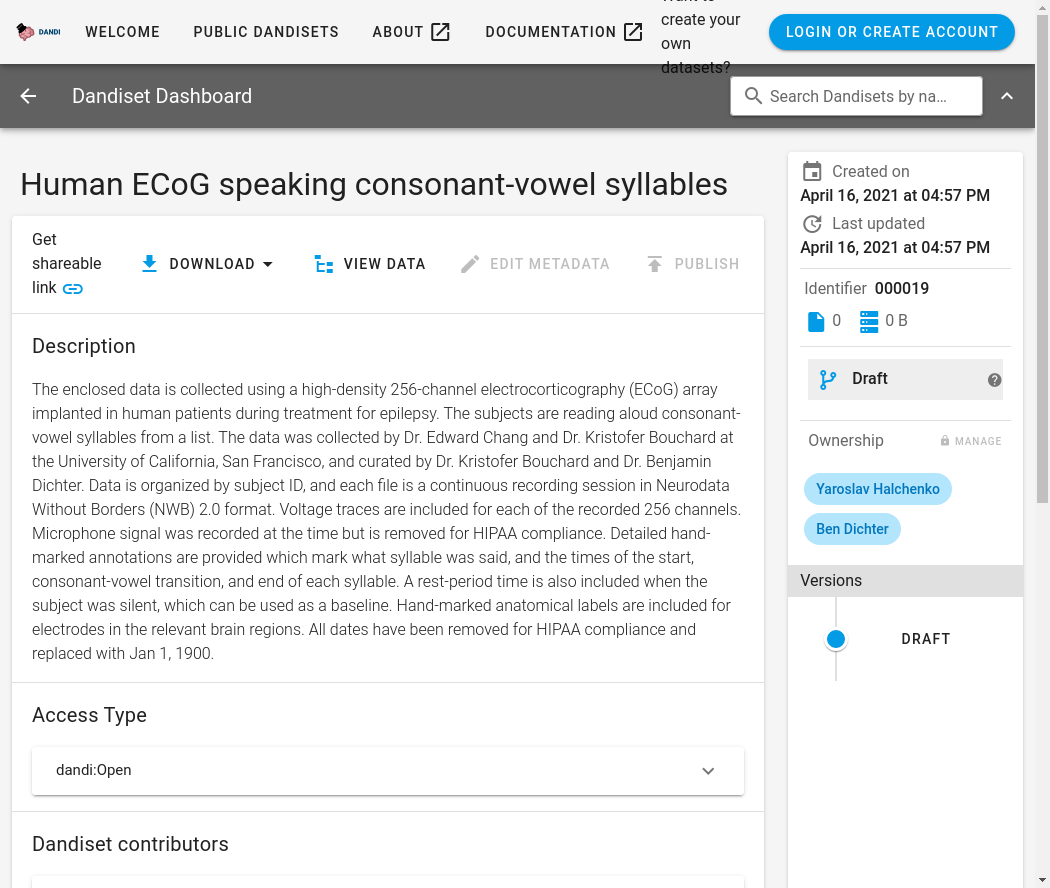 DANDI
WELCOME
PUBLIC DANDISETS
ABOUT
DOCUMENTATION
create your
own
datasets?
LOGIN OR CREATE ACCOUNT
Dandiset Dashboard
Search Dandisets by na...
Human ECoG speaking consonant-vowel syllables
Get
shareable
link
DOWNLOAD
VIEW DATA
EDIT METADATA
PUBLISH
Description
The enclosed data is collected using a high-density 256-channel electrocorticography (ECoG) array
implanted in human patients during treatment for epilepsy. The subjects are reading aloud consonant-
vowel syllables from a list. The data was collected by Dr. Edward Chang and Dr. Kristofer Bouchard at
the University of California, San Francisco, and curated by Dr. Kristofer Bouchard and Dr. Benjamin
Dichter. Data is organized by subject ID, and each file is a continuous recording session in Neurodata
Without Borders (NWB) 2.0 format. Voltage traces are included for each of the recorded 256 channels.
Microphone signal was recorded at the time but is removed for HIPAA compliance. Detailed hand-
marked annotations are provided which mark what syllable was said, and the times of the start,
consonant-vowel transition, and end of each syllable. A rest-period time is also included when the
subject was silent, which can be used as a baseline. Hand-marked anatomical labels are included for
electrodes in the relevant brain regions. All dates have been removed for HIPAA compliance and
replaced with Jan 1, 1900.
Access Type
dandi:Open
Dandiset contributors
Created on
April 16, 2021 at 04:57 PM
Last updated
April 16, 2021 at 04:57 PM
Identifier 000019
0
0 B
Draft
Ownership
MANAGE
Yaroslav Halchenko
Ben Dichter
Versions
DRAFT